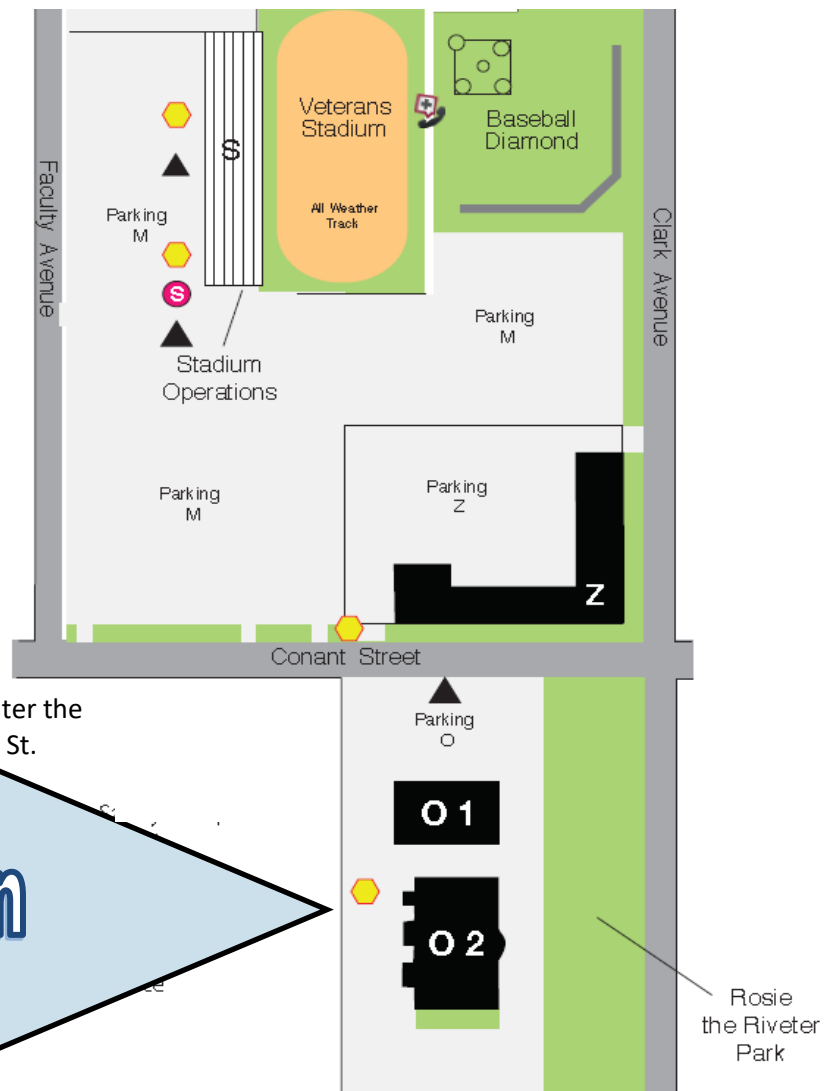 Veterans
Stadium
All Weather
Track
Baseball
Diamond
S
Faculty Avenue
Parking
M
S
Clark Avenue
Parking
M
Stadium
Operations
Parking
M
Parking
Z
Z
Conant Street
ter the
St.
Parking
O
O 1
O 2
Rosie
the Riveter
Park